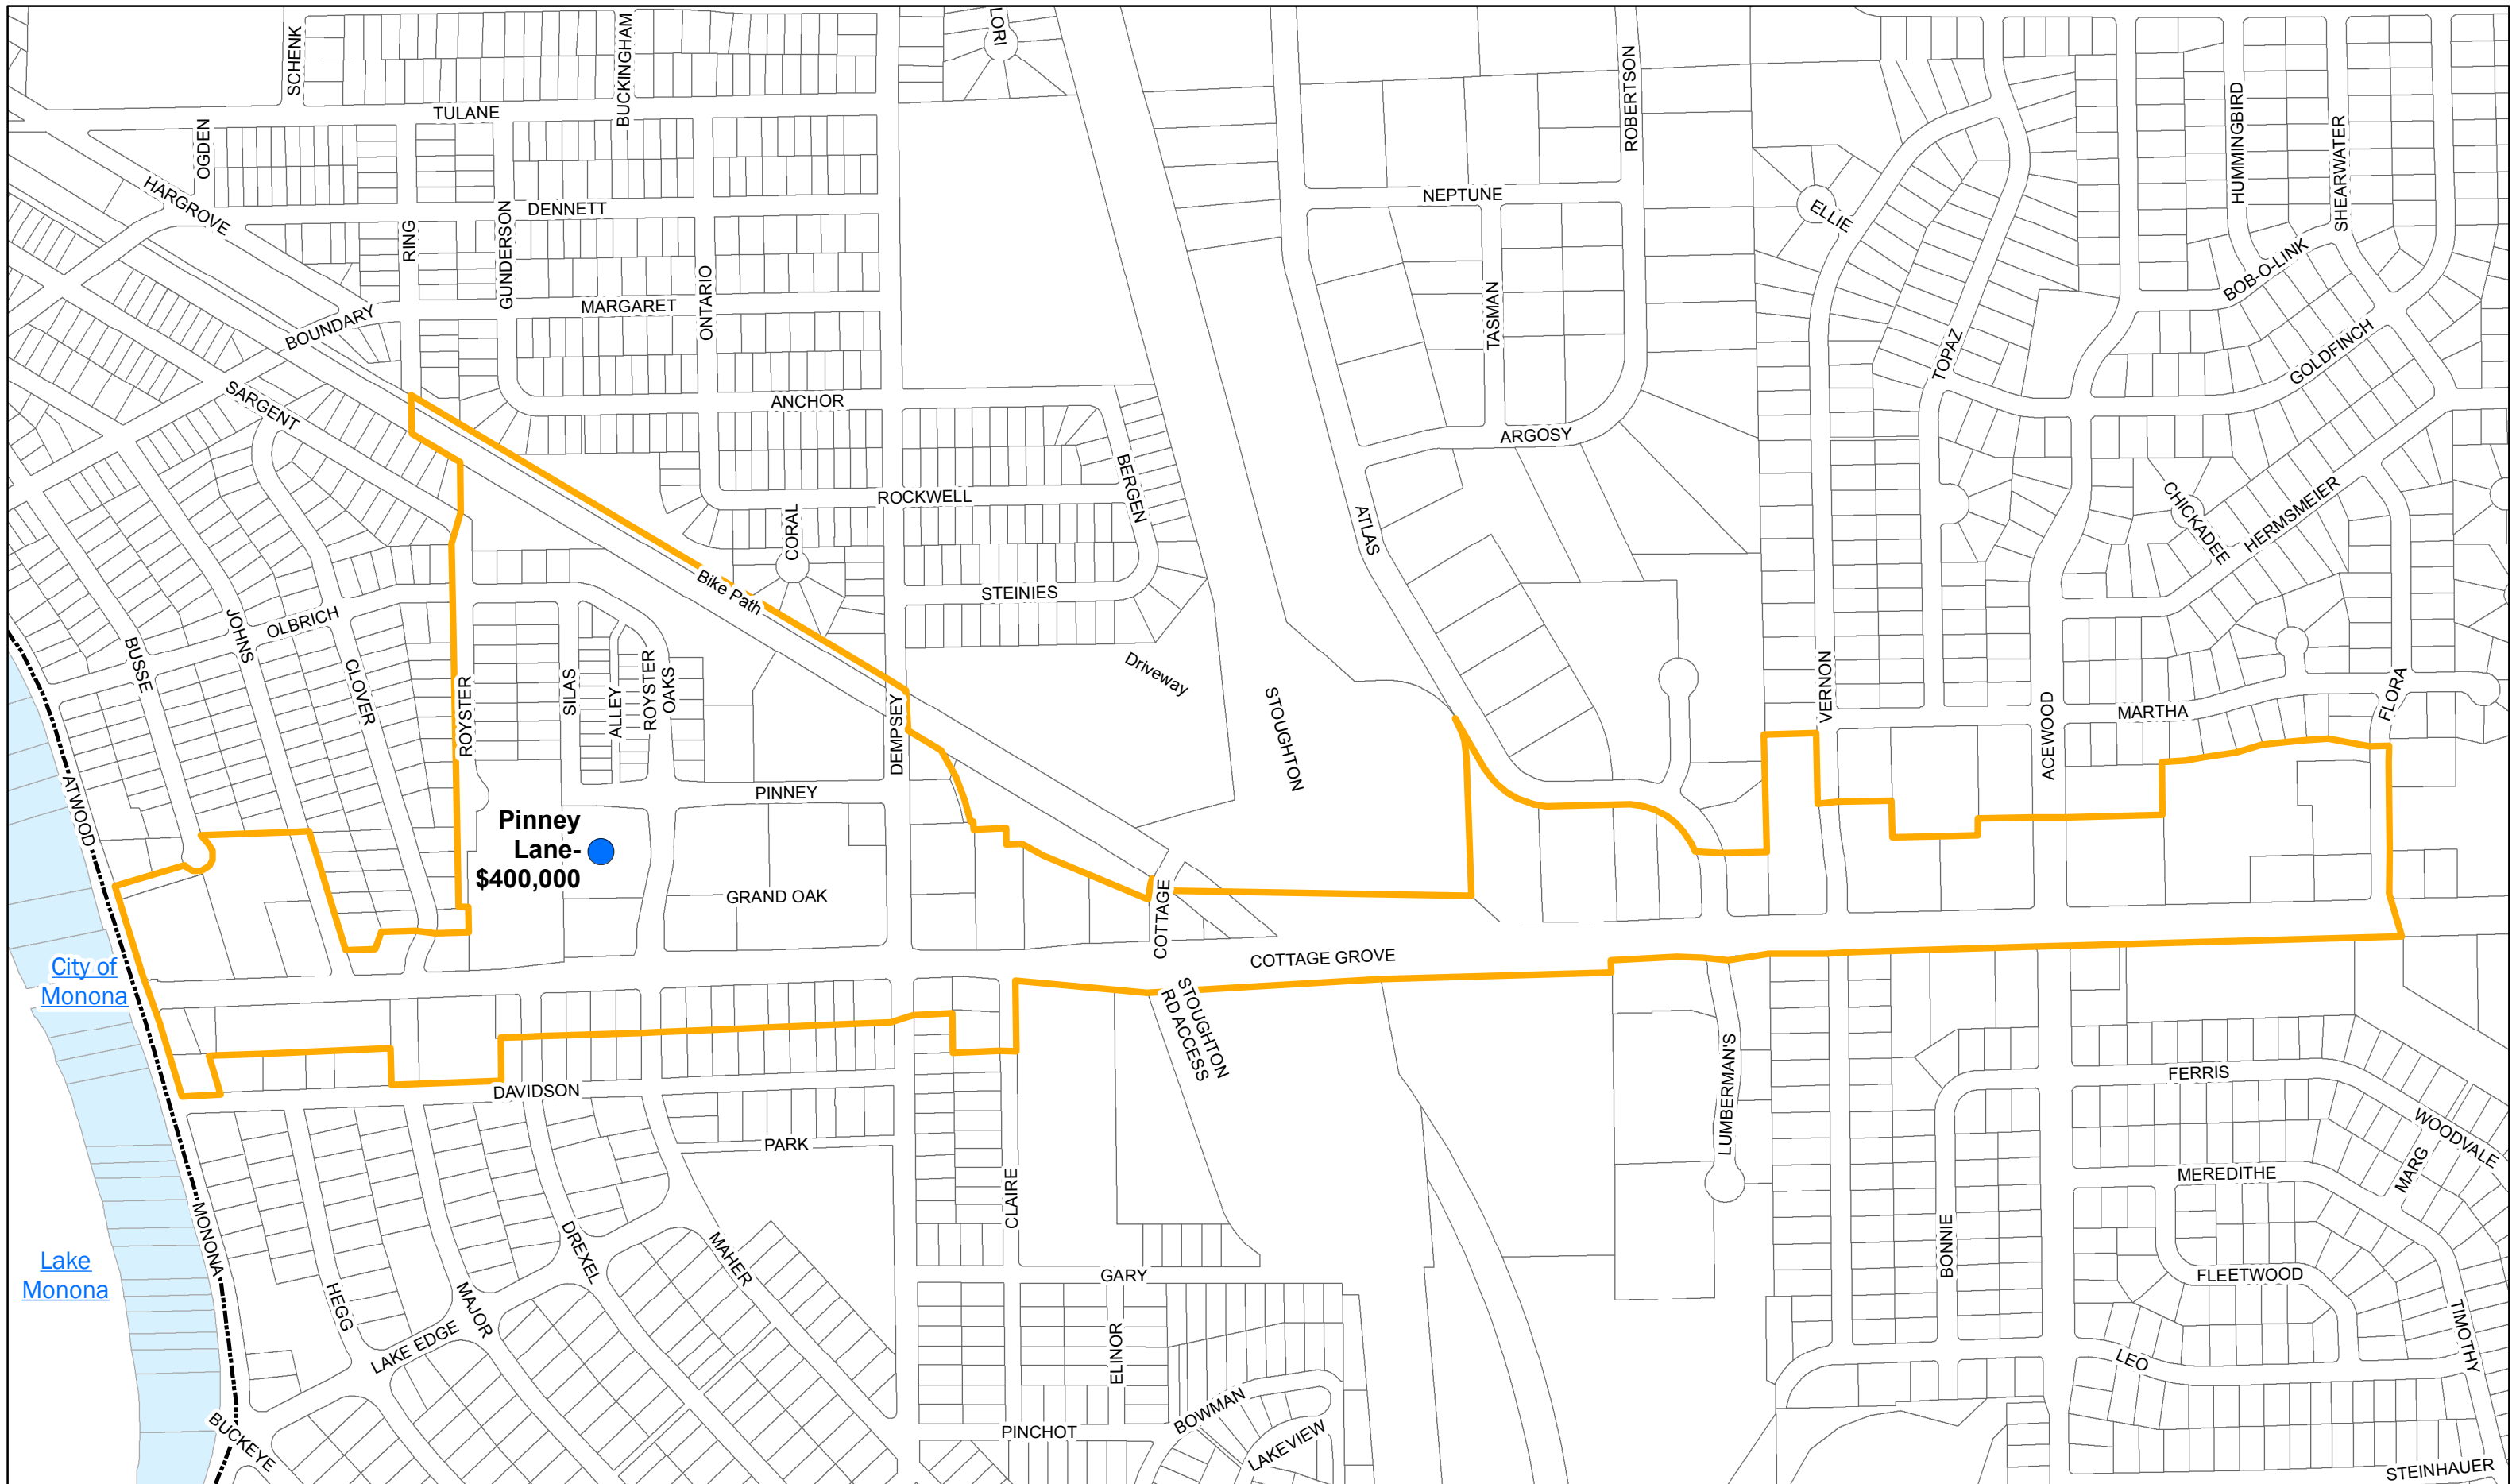 LORI
SCHENK
BUCKINGHAM
TULANE
ROBERTSON
OGDEN
HUMMINGBIRD
SHEARWATER
HARGROVE
DENNETT
NEPTUNE
ELLIE
RING
GUNDERSON
BOB-O-LINK
MARGARET
ONTARIO
TASMAN
BOUNDARY
TOPAZ
GOLDFINCH
SARGENT
ANCHOR
ARGOSY
BERGEN
ROCKWELL
CORAL
ATLAS
CHICKADEE
HERMSMEIER
Bike Path
STEINIES
JOHNS
OLBRICH
BUSSE
CLOVER
Driveway
SILAS
ALLEY
ROYSTER
OAKS
ROYSTER
DEMPSEY
STOUGHTON
VERNON
ACEWOOD
MARTHA
FLORA
ATWOOD
PINNEY
Pinney
Lane-
$400,000
GRAND OAK
COTTAGE
COTTAGE GROVE
City of
Monona
STOUGHTON
RD ACCESS
DAVIDSON
LUMBERMAN'S
FERRIS
WOODVALE
PARK
MEREDITHE
MARG
CLAIRE
MONONA
DREXEL
MAHER
BONNIE
Lake
Monona
GARY
FLEETWOOD
HEGG
MAJOR
LAKE EDGE
ELINOR
TIMOTHY
LEO
BUCKEYE
BOWMAN
PINCHOT
LAKEVIEW
STEINHAUER